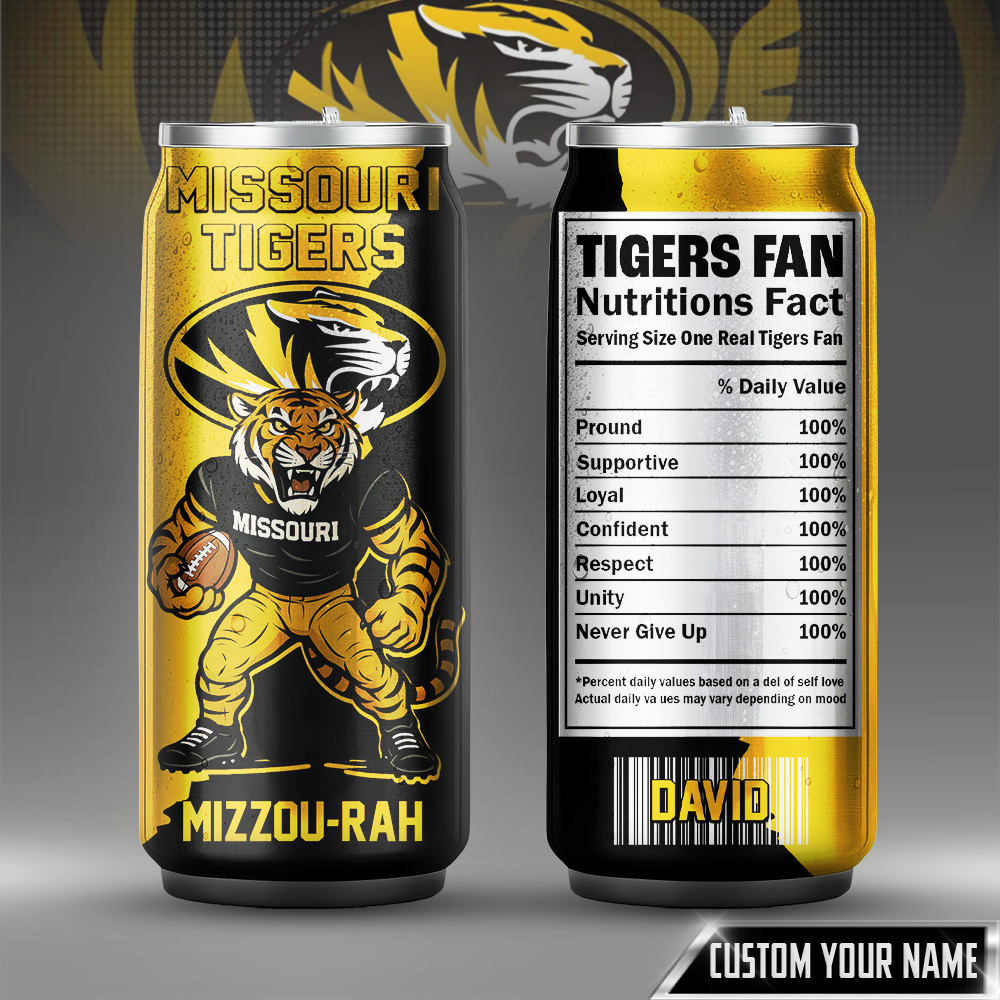 MISSOURI
TIGERS
MISSOURI
MIZZOU-RAH
TIGERS FAN
Nutritions Fact
Serving Size One Real Tigers Fan
% Daily Value
Pround 100%
Supportive 100%
Loyal 100%
Confident 100%
Respect 100%
Unity 100%
Never Give Up 100%
*Percent daily values based on a del of self love
Actual daily va ues may vary depending on mood
DAVID
CUSTOM YOUR NAME